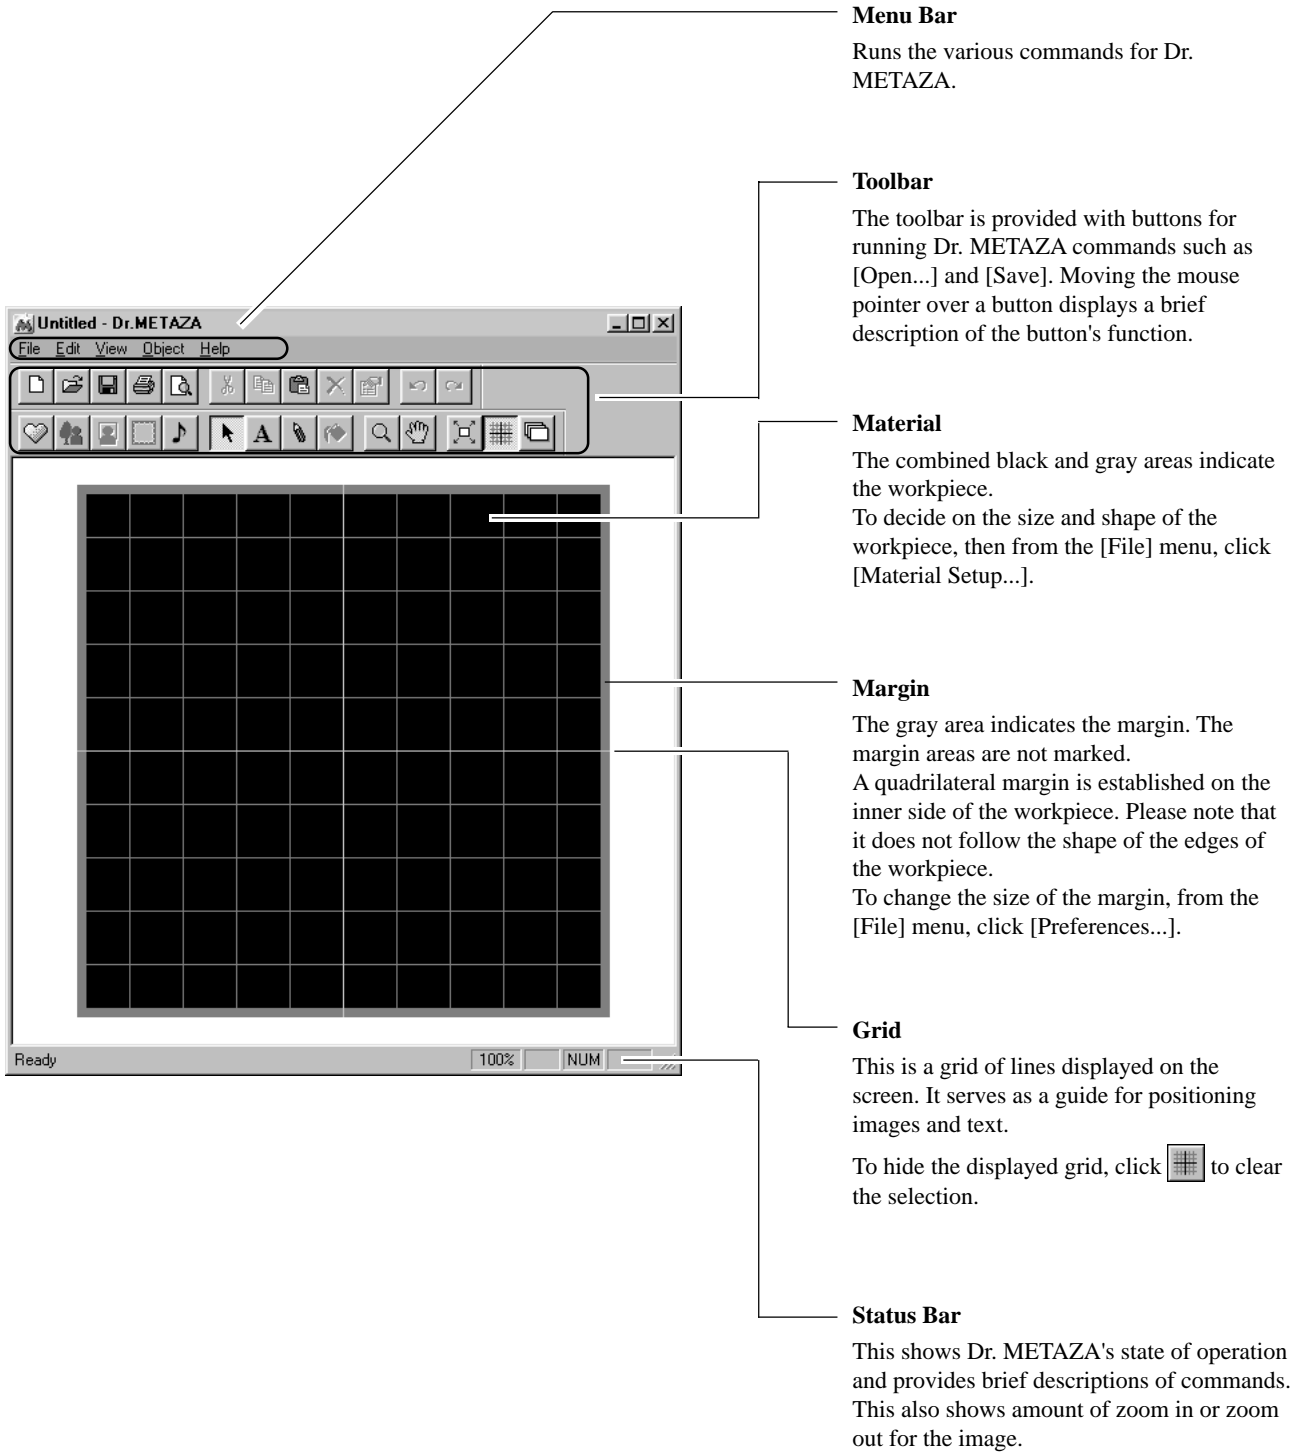 Menu Bar
Runs the various commands for Dr.
METAZA.
Toolbar
The toolbar is provided with buttons for
running Dr. METAZA commands such as
[Open...] and [Save]. Moving the mouse
pointer over a button displays a brief
description of the button's function.
Untitled - Dr.METAZA
File Edit View Object Help
A
Material
The combined black and gray areas indicate
the workpiece.
To decide on the size and shape of the
workpiece, then from the [File] menu, click
[Material Setup...].
Margin
The gray area indicates the margin. The
margin areas are not marked.
A quadrilateral margin is established on the
inner side of the workpiece. Please note that
it does not follow the shape of the edges of
the workpiece.
To change the size of the margin, from the
[File] menu, click [Preferences...].
Grid
This is a grid of lines displayed on the
screen. It serves as a guide for positioning
images and text.
To hide the displayed grid, click to clear
the selection.
Ready 100% NUM
Status Bar
This shows Dr. METAZA's state of operation
and provides brief descriptions of commands.
This also shows amount of zoom in or zoom
out for the image.